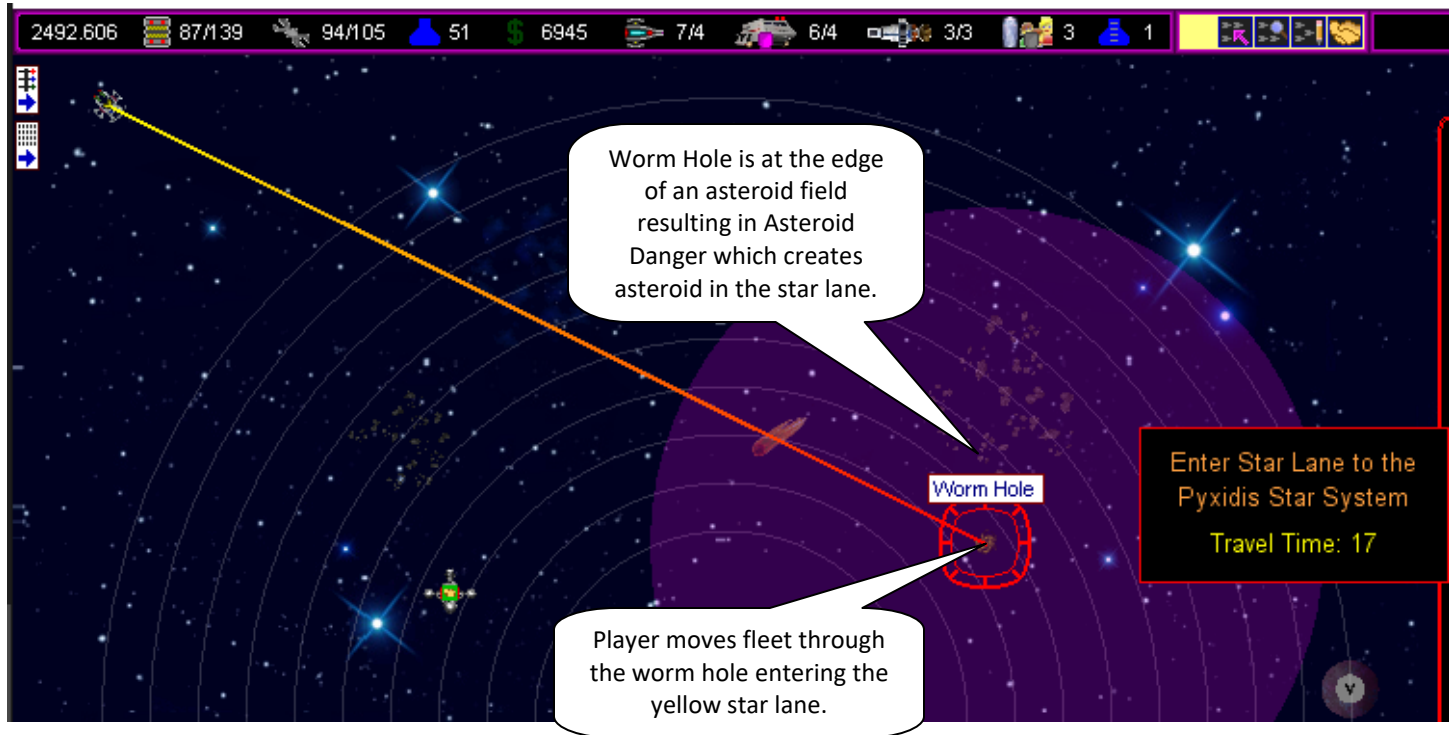 2492.606 87/139 94/105 51 $ 6945 7/4 6/4 3/3 3 1
Worm Hole is at the edge
of an asteroid field
resulting in Asteroid
Danger which creates
asteroid in the star lane.
Worm Hole
Enter Star Lane to the
Pyxidis Star System
Travel Time: 17
Player moves fleet through
the worm hole entering the
yellow star lane.